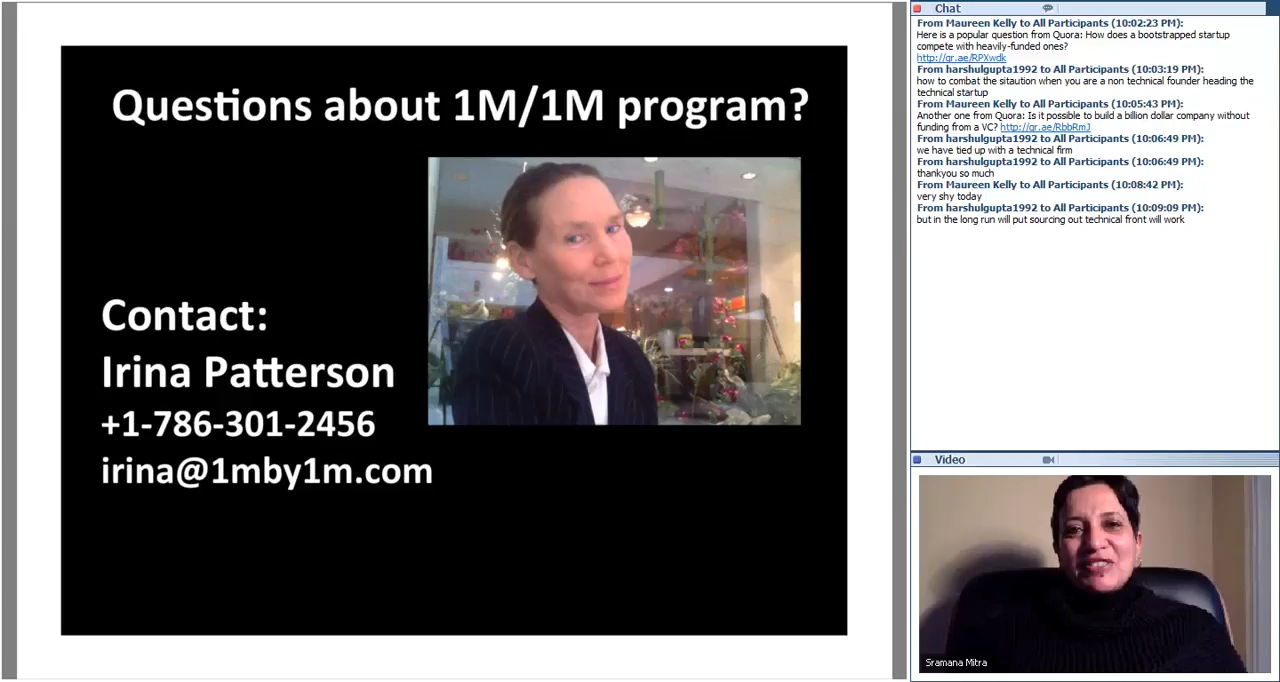 Questions about 1M/1M program?
Contact:
Irina Patterson
+1-786-301-2456
irina@1mby1m.com
Chat
From Maureen Kelly to All Participants (10:02:23 PM):
Here is a popular question from Quora: How does a bootstrapped startup
compete with heavily-funded ones?
http://gr.ae/RPXwdk
From harshulgupta1992 to All Participants (10:03:19 PM):
how to combat the sitaution when you are a non technical founder heading the
technical startup
From Maureen Kelly to All Participants (10:05:43 PM):
Another one from Quora: Is it possible to build a billion dollar company without
funding from a VC? http://gr.ae/RbbRmJ
From harshulgupta1992 to All Participants (10:06:49 PM):
we have tied up with a technical firm
From harshulgupta1992 to All Participants (10:06:49 PM):
thankyou so much
From Maureen Kelly to All Participants (10:08:42 PM):
very shy today
From harshulgupta1992 to All Participants (10:09:09 PM):
but in the long run will put sourcing out technical front will work
Video
Sramana Mitra